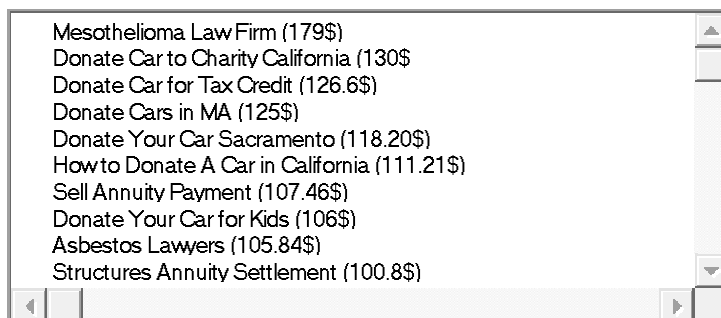 Mesothelioma Law Firm (179$)
Donate Car to Charity California (130$
Donate Car for Tax Credit (126.6$)
Donate Cars in MA (125$)
Donate Your Car Sacramento (118.20$)
How to Donate A Car in California (111.21$)
Sell Annuity Payment (107.46$)
Donate Your Car for Kids (106$)
Asbestos Lawyers (105.84$)
Structures Annuity Settlement (100.8$)